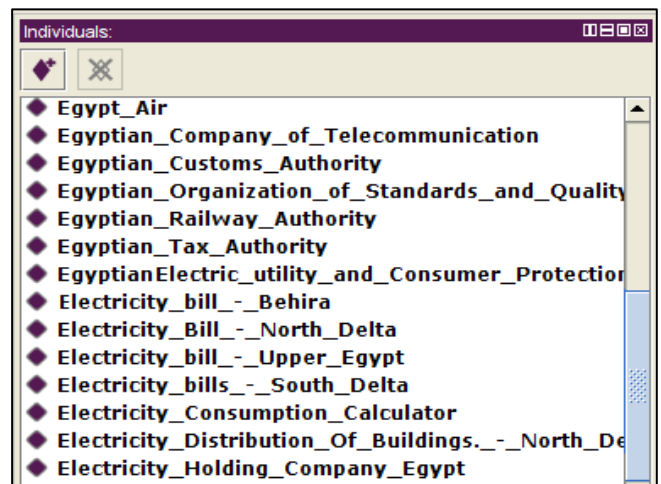 Individuals:
Egypt_Air
Egyptian_Company_of_Telecommunication
Egyptian_Customs_Authority
Egyptian_Organization_of_Standards_and_Quality
Egyptian_Railway_Authority
Egyptian_Tax_Authority
EgyptianElectric_utility_and_Consumer_Protection
Electricity_bill_-_Behira
Electricity_Bill_-_North_Delta
Electricity_bill_-_Upper_Egypt
Electricity_bills_-_South_Delta
Electricity_Consumption_Calculator
Electricity_Distribution_Of_Buildings._-_North_De
Electricity_Holding_Company_Egypt